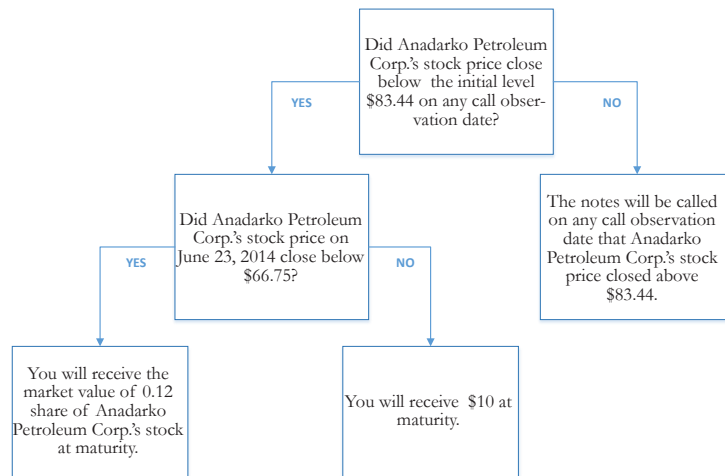 Did Anadarko Petroleum
Corp.'s stock price close
below the initial level
$83.44 on any call obser-
vation date?
YES
NO
Did Anadarko Petroleum
Corp.'s stock price on
June 23, 2014 close below
$66.75?
The notes will be called
on any call observation
date that Anadarko
Petroleum Corp.'s stock
price closed above
$83.44.
YES
NO
You will receive the
market value of 0.12
share of Anadarko
Petroleum Corp.'s stock
at maturity.
You will receive $10 at
maturity.